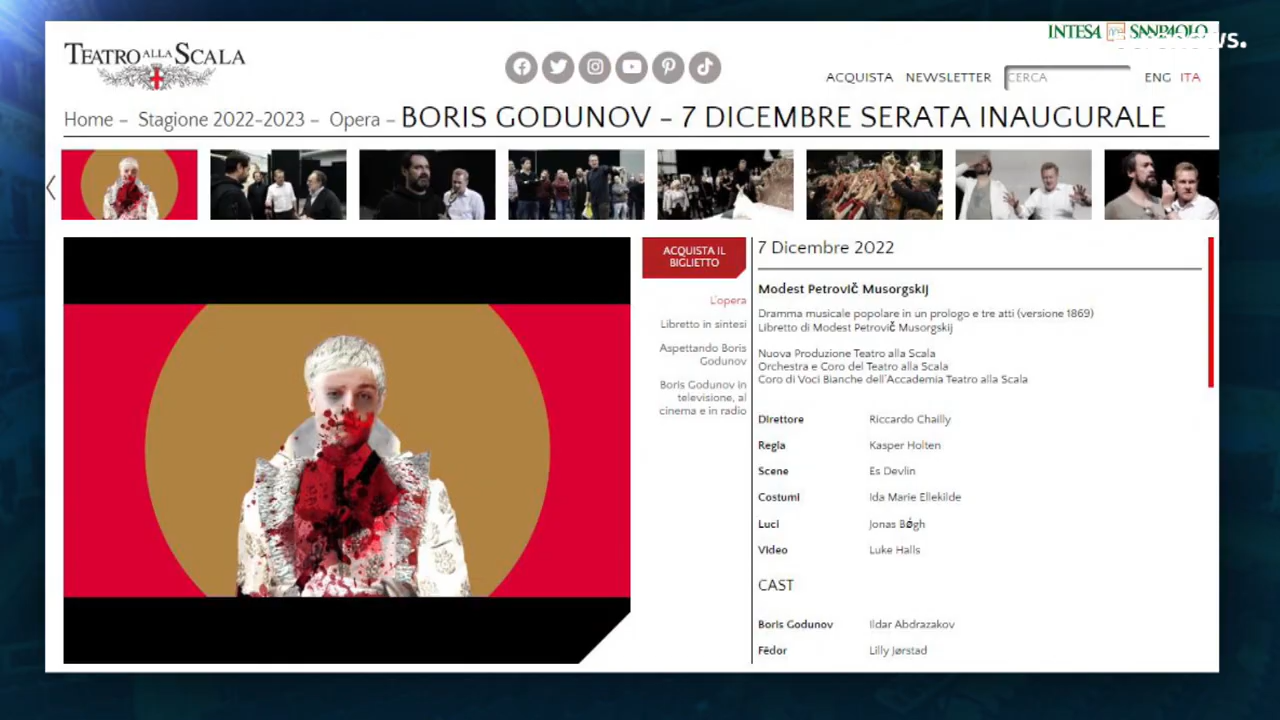 INTESA SANPAOLO
news.
TEATRO ALLA SCALA
ACQUISTA NEWSLETTER CERCA ENG ITA
Home – Stagione 2022-2023 – Opera – BORIS GODUNOV – 7 DICEMBRE SERATA INAUGURALE
ACQUISTA IL
BIGLIETTO
L'opera
Libretto in sintesi
Aspettando Boris
Godunov
Boris Godunov in
televisione, al
cinema e in radio
7 Dicembre 2022
Modest Petrovič Musorgskij
Dramma musicale popolare in un prologo e tre atti (versione 1869)
Libretto di Modest Petrovič Musorgskij
Nuova Produzione Teatro alla Scala
Orchestra e Coro del Teatro alla Scala
Coro di Voci Bianche dell'Accademia Teatro alla Scala
Direttore Riccardo Chailly
Regia Kasper Holten
Scene Es Devlin
Costumi Ida Marie Ellekilde
Luci Jonas Bǿgh
Video Luke Halls
CAST
Boris Godunov Ildar Abdrazakov
Fëdor Lilly Jørstad